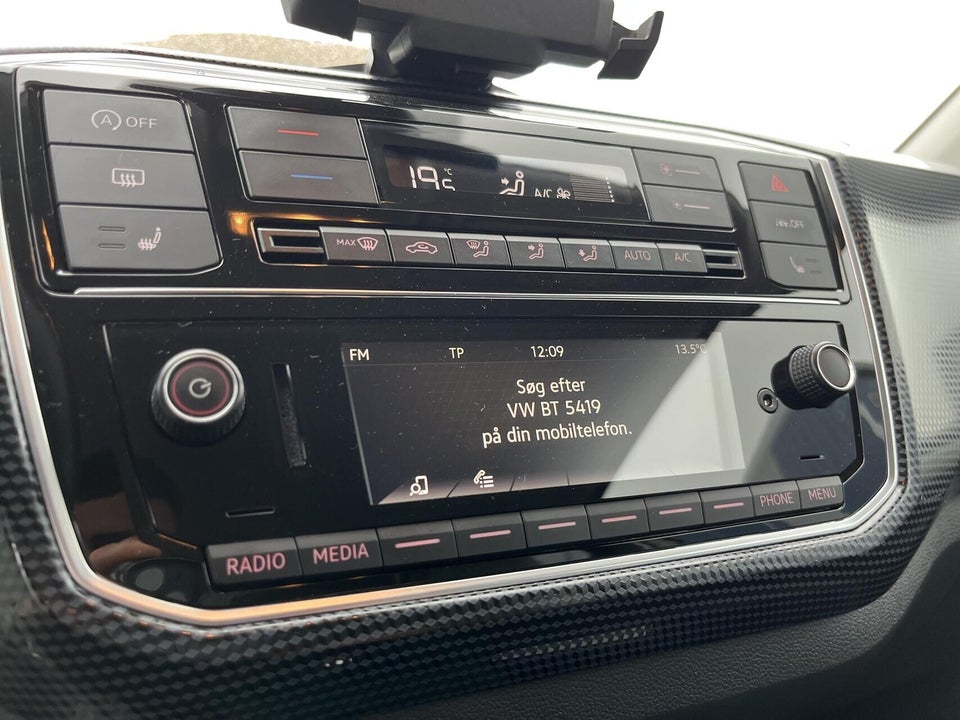 (A) OFF
19.5 °C
A/C
MAX
AUTO
A/C
OFF
FM TP 12:09 13.5°C
Søg efter
VW BT 5419
på din mobiltelefon.
RADIO MEDIA PHONE MENU